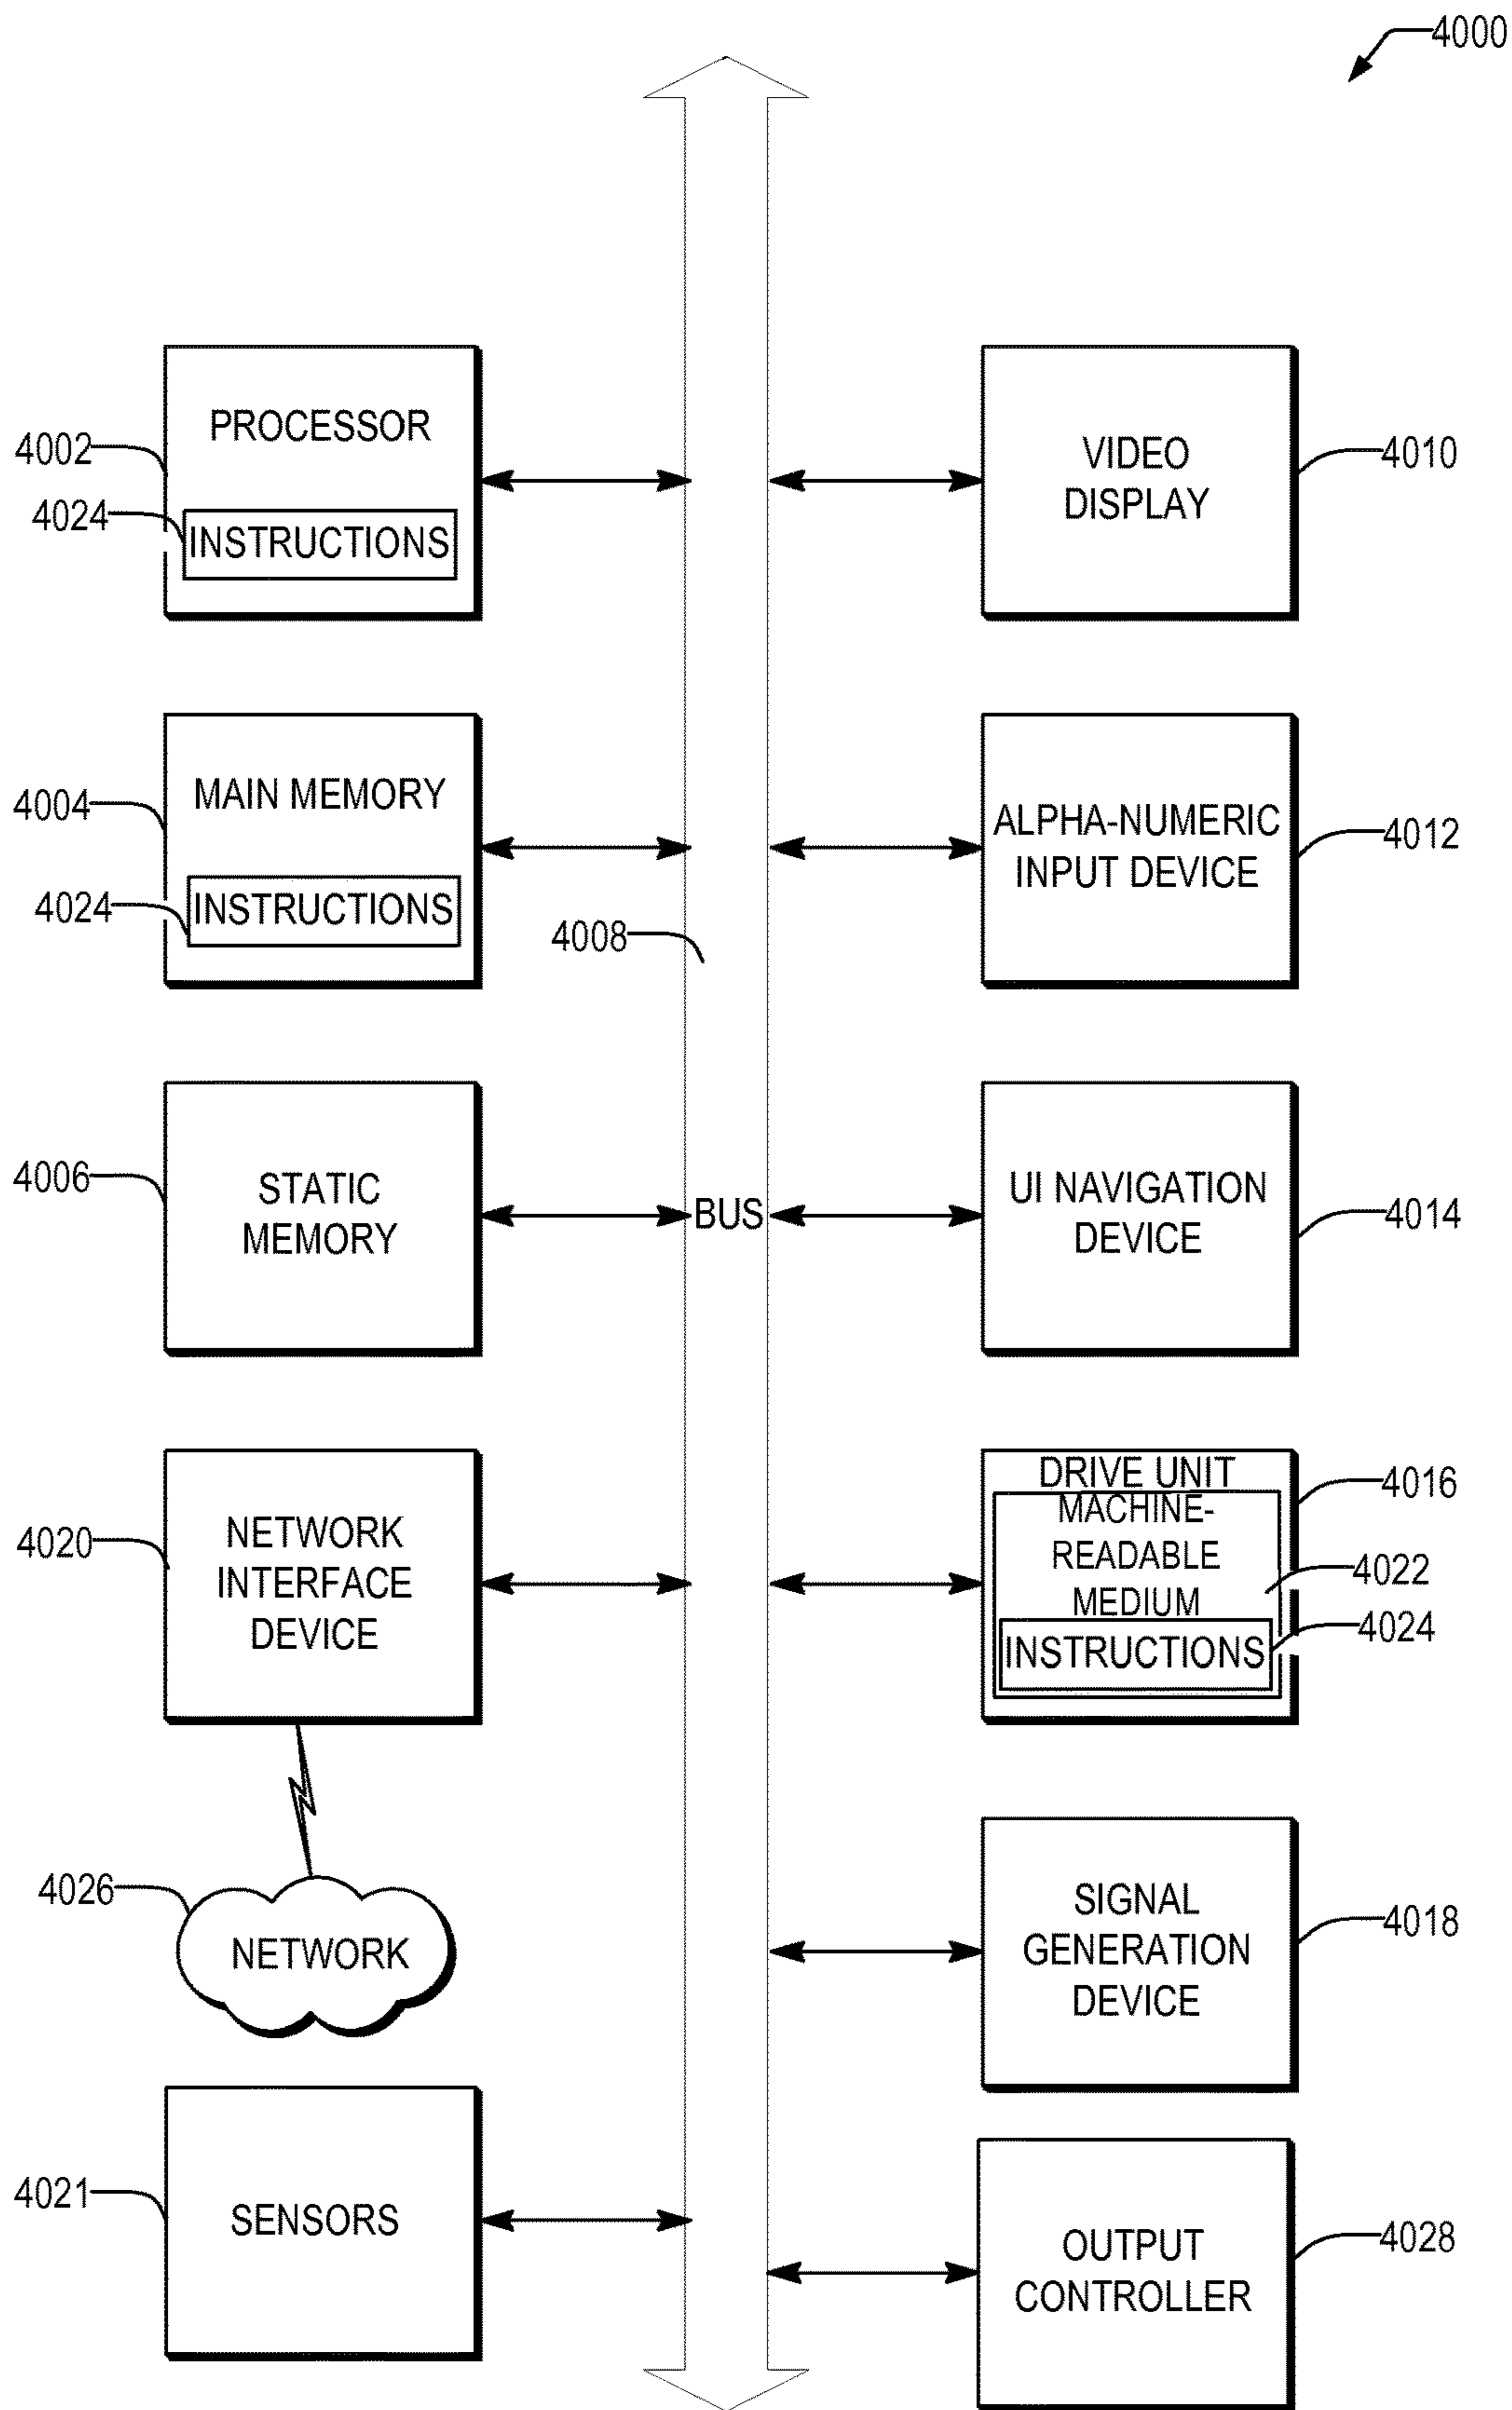 4000
PROCESSOR
4002
4024
INSTRUCTIONS
VIDEO
DISPLAY
4010
MAIN MEMORY
4004
4024
INSTRUCTIONS
4008
ALPHA-NUMERIC
INPUT DEVICE
4012
4006
STATIC
MEMORY
BUS
UI NAVIGATION
DEVICE
4014
4020
NETWORK
INTERFACE
DEVICE
DRIVE UNIT
4016
MACHINE-
READABLE
MEDIUM
4022
INSTRUCTIONS
4024
4026
NETWORK
SIGNAL
GENERATION
DEVICE
4018
4021
SENSORS
OUTPUT
CONTROLLER
4028